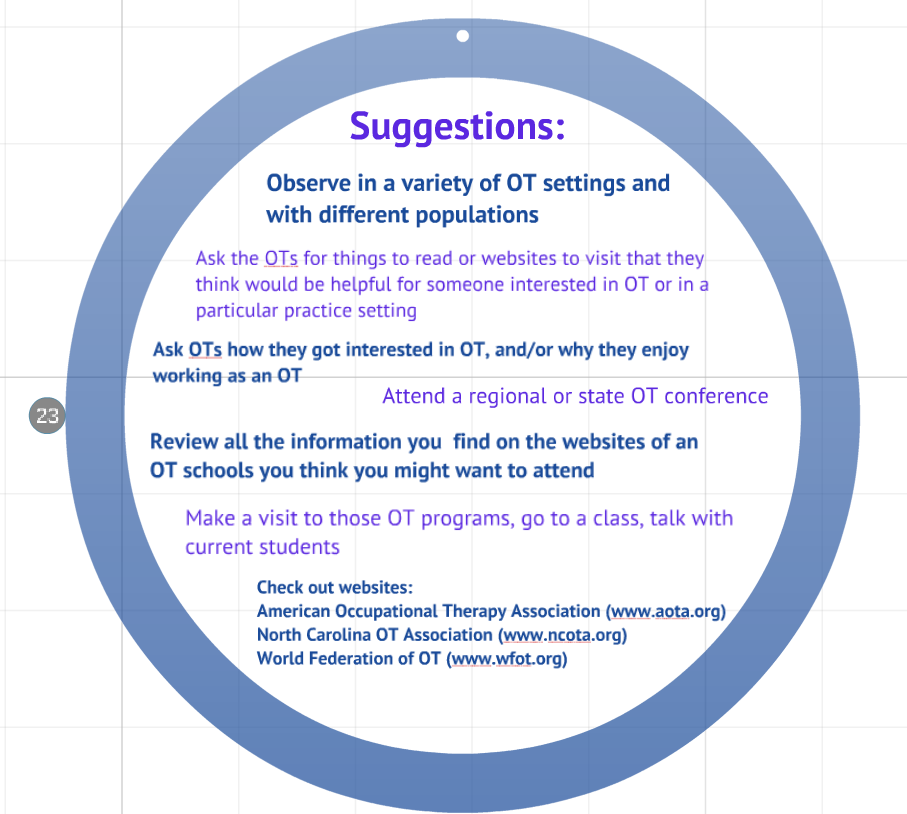 Suggestions:
Observe in a variety of OT settings and
with different populations
Ask the OTs for things to read or websites to visit that they
think would be helpful for someone interested in OT or in a
particular practice setting
Ask OTs how they got interested in OT, and/or why they enjoy
working as an OT
Attend a regional or state OT conference
23
Review all the information you  find on the websites of an
OT schools you think you might want to attend
Make a visit to those OT programs, go to a class, talk with
current students
Check out websites:
American Occupational Therapy Association (www.aota.org)
North Carolina OT Association (www.ncota.org)
World Federation of OT (www.wfot.org)